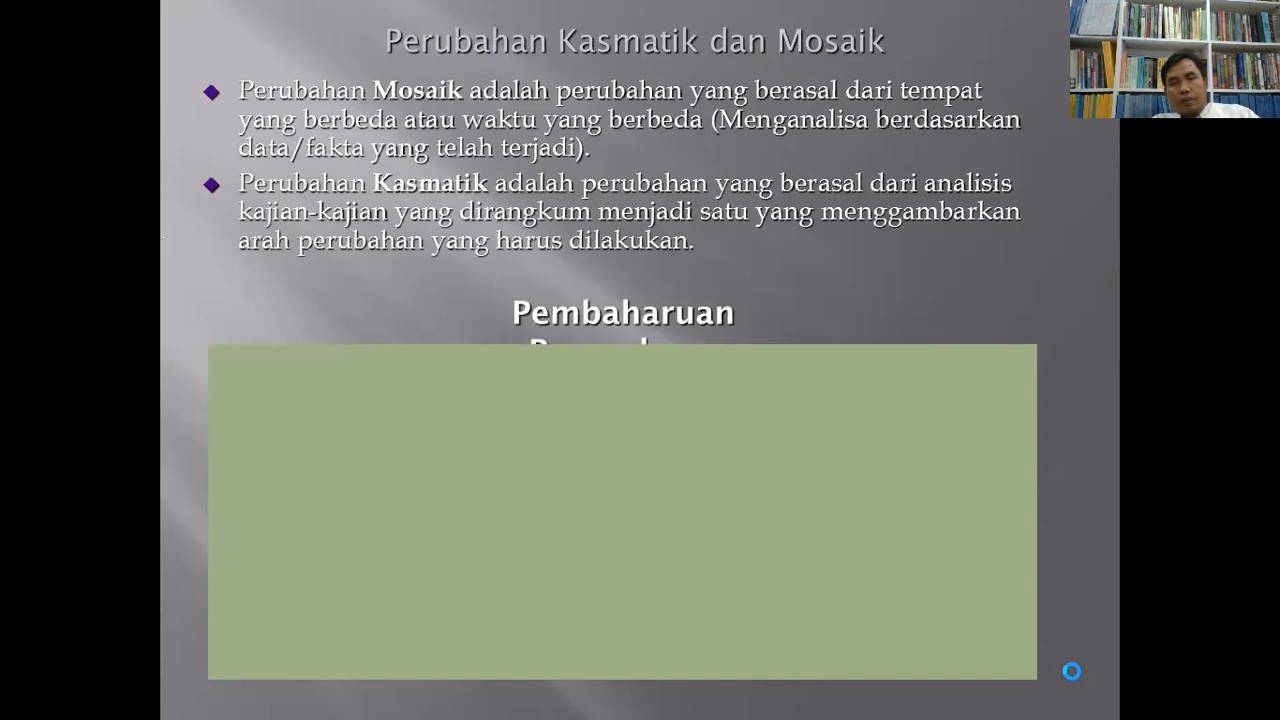 Perubahan Kasmatik dan Mosaik
Perubahan Mosaik adalah perubahan yang berasal dari tempat
yang berbeda atau waktu yang berbeda (Menganalisa berdasarkan
data/fakta yang telah terjadi).
Perubahan Kasmatik adalah perubahan yang berasal dari analisis
kajian-kajian yang dirangkum menjadi satu yang menggambarkan
arah perubahan yang harus dilakukan.
Pembaharuan